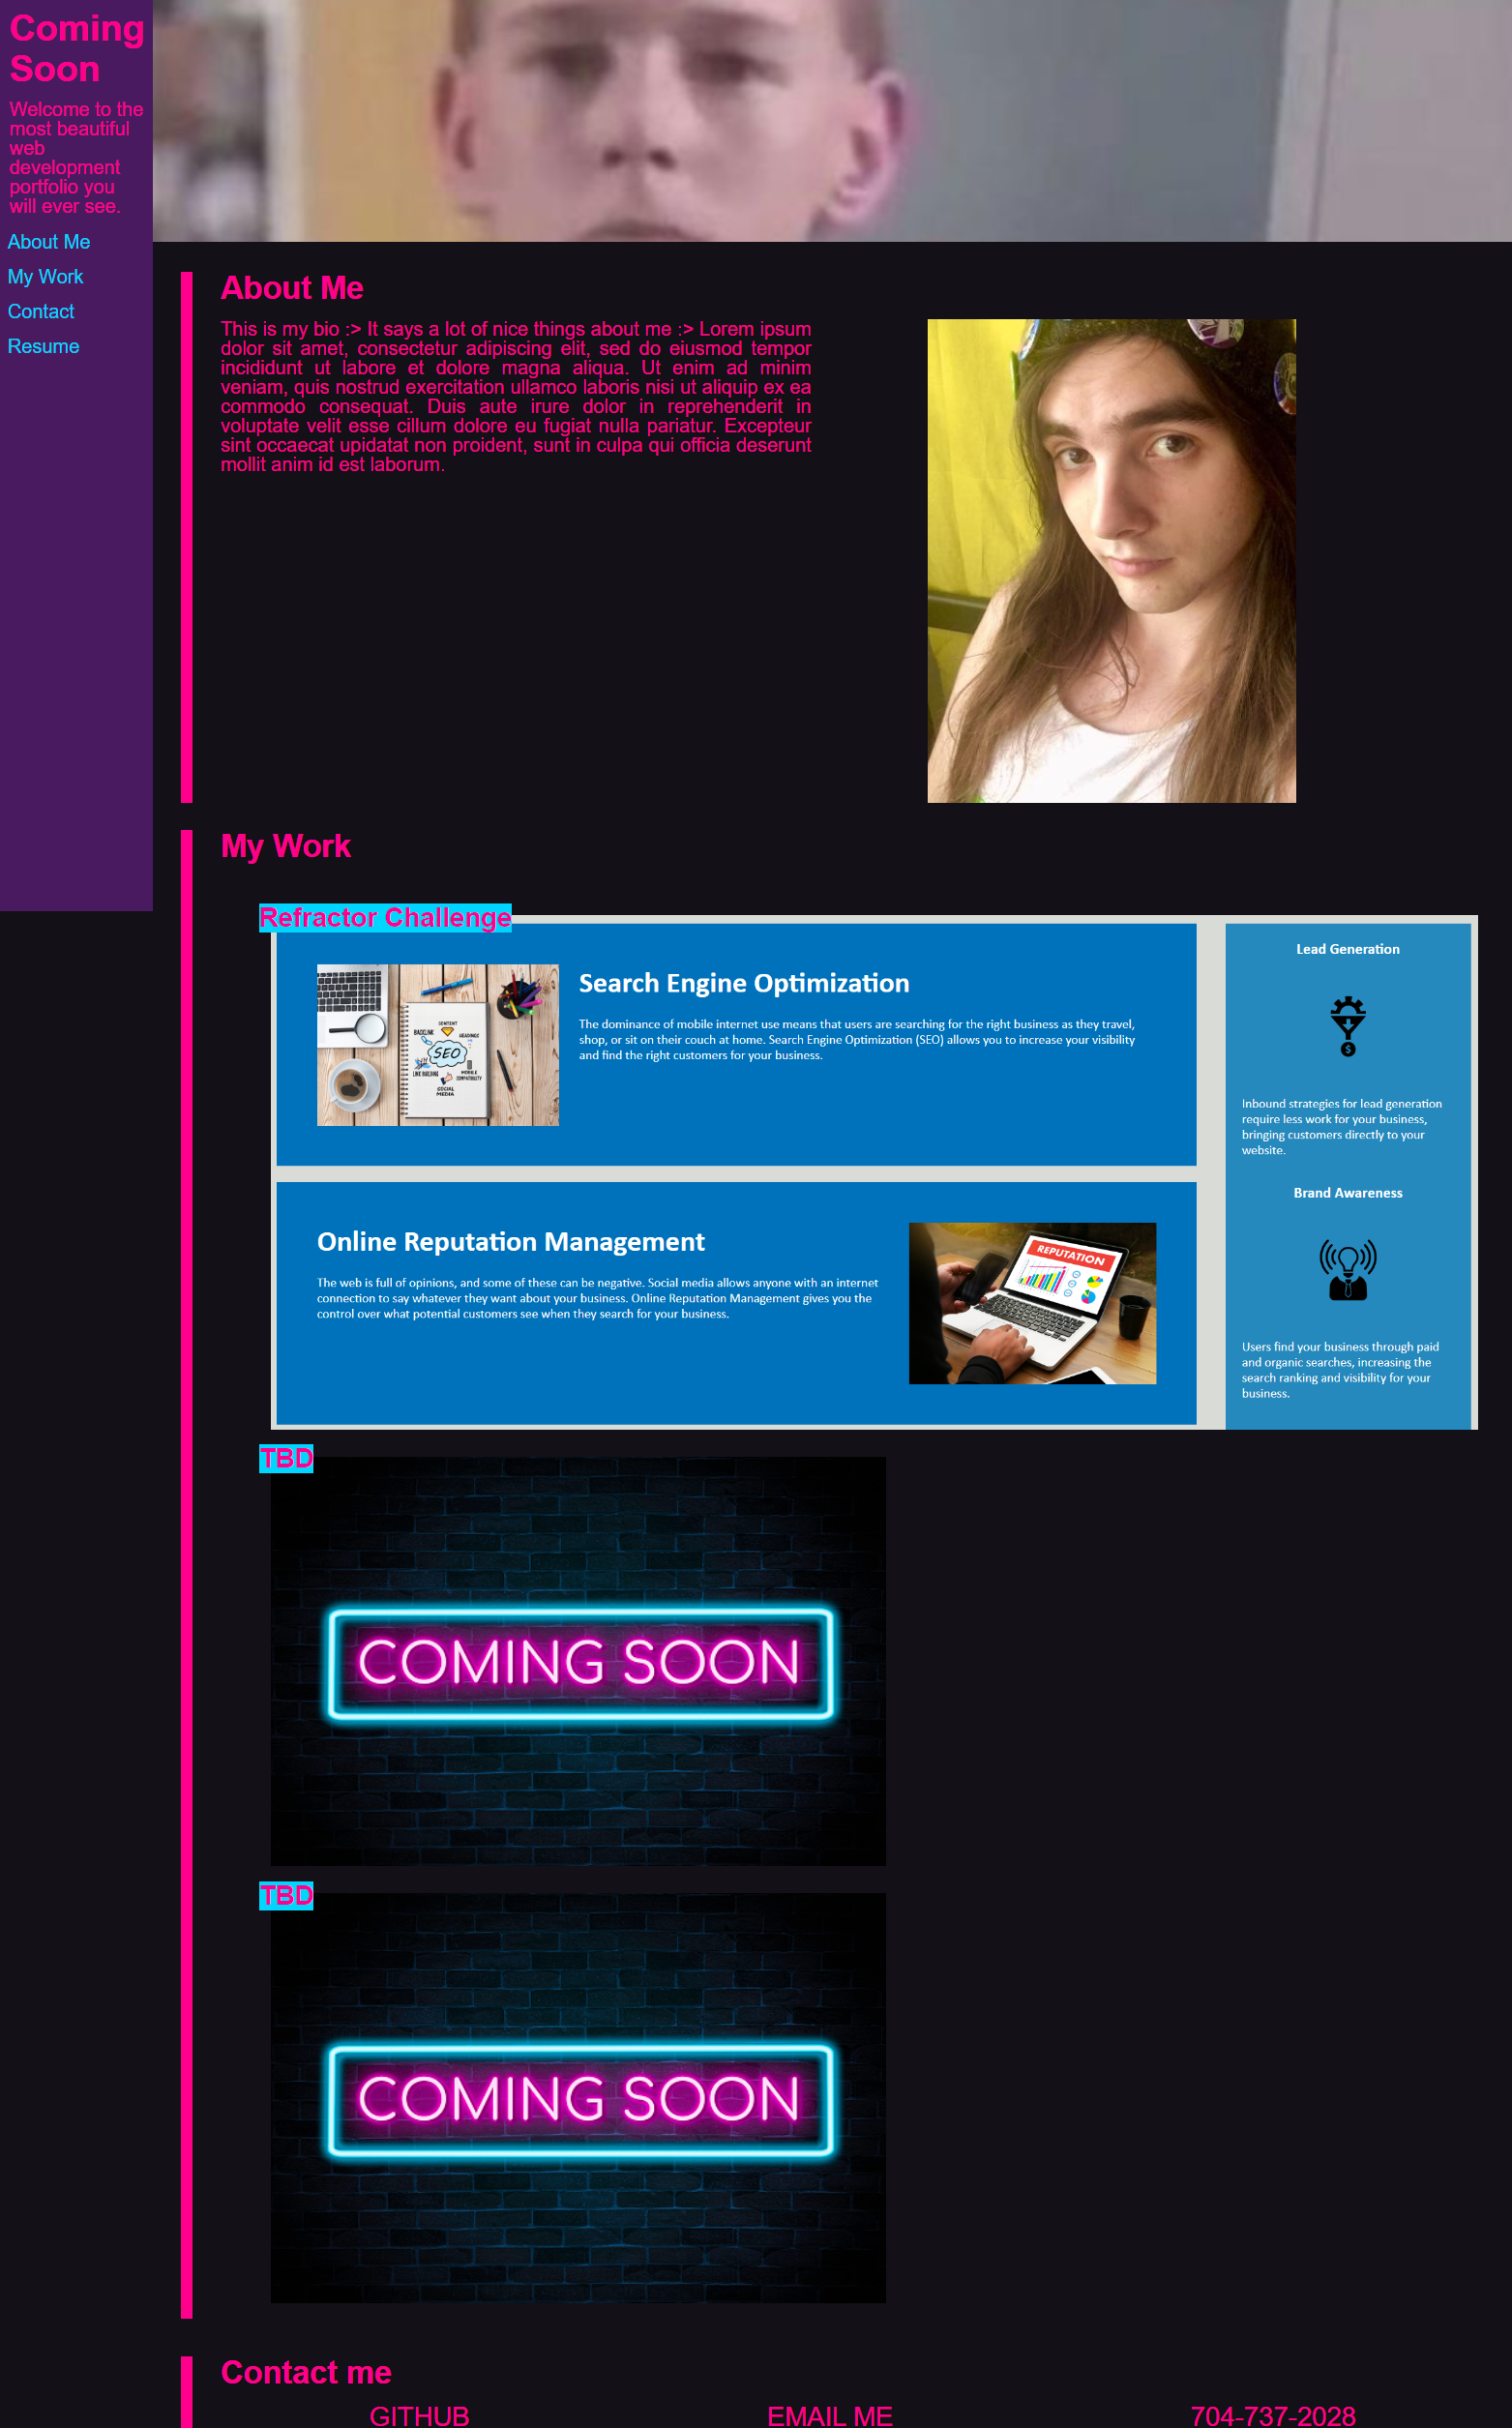 Coming
Soon
Welcome to the
most beautiful
web
development
portfolio you
will ever see.
About Me
My Work
Contact
Resume
About Me
This is my bio :> It says a lot of nice things about me :> Lorem ipsum
dolor sit amet, consectetur adipiscing elit, sed do eiusmod tempor
incididunt ut labore et dolore magna aliqua. Ut enim ad minim
veniam, quis nostrud exercitation ullamco laboris nisi ut aliquip ex ea
commodo consequat. Duis aute irure dolor in reprehenderit in
voluptate velit esse cillum dolore eu fugiat nulla pariatur. Excepteur
sint occaecat upidatat non proident, sunt in culpa qui officia deserunt
mollit anim id est laborum.
My Work
Refractor Challenge
Search Engine Optimization
The dominance of mobile internet use means that users are searching for the right business as they travel,
shop, or sit on their couch at home. Search Engine Optimization (SEO) allows you to increase your visibility
and find the right customers for your business.
CONTENT
BACKLINK
HEADINGS
SEO
LINK BUILDING
MOBILE
COMPATIBILITY
SOCIAL
MEDIA
Online Reputation Management
The web is full of opinions, and some of these can be negative. Social media allows anyone with an internet
connection to say whatever they want about your business. Online Reputation Management gives you the
control over what potential customers see when they search for your business.
REPUTATION
Lead Generation
$
Inbound strategies for lead generation
require less work for your business,
bringing customers directly to your
website.
Brand Awareness
Users find your business through paid
and organic searches, increasing the
search ranking and visibility for your
business.
TBD
COMING SOON
TBD
COMING SOON
Contact me
GITHUB
EMAIL ME
704-737-2028